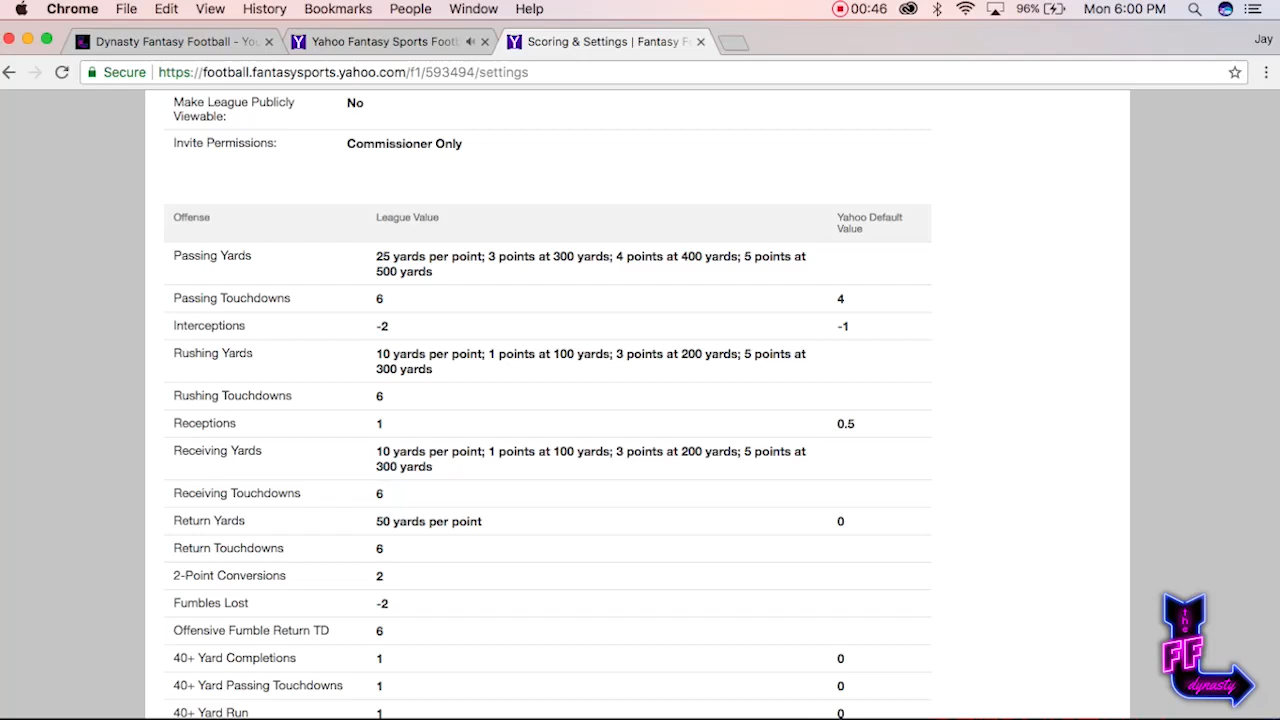 Chrome File Edit View History Bookmarks People Window Help 00:46 96% Mon 6:00 PM
Dynasty Fantasy Football - You Yahoo Fantasy Sports Footb Scoring & Settings | Fantasy F Jay
Secure https://football.fantasysports.yahoo.com/f1/593494/settings
Make League Publicly
Viewable: No
Invite Permissions: Commissioner Only
Offense League Value Yahoo Default
Value
Passing Yards 25 yards per point; 3 points at 300 yards; 4 points at 400 yards; 5 points at
500 yards
Passing Touchdowns 6 4
Interceptions -2 -1
Rushing Yards 10 yards per point; 1 points at 100 yards; 3 points at 200 yards; 5 points at
300 yards
Rushing Touchdowns 6
Receptions 1 0.5
Receiving Yards 10 yards per point; 1 points at 100 yards; 3 points at 200 yards; 5 points at
300 yards
Receiving Touchdowns 6
Return Yards 50 yards per point 0
Return Touchdowns 6
2-Point Conversions 2
Fumbles Lost -2
Offensive Fumble Return TD 6
40+ Yard Completions 1 0
40+ Yard Passing Touchdowns 1 0
40+ Yard Run 1 0
the
FF
dynasty